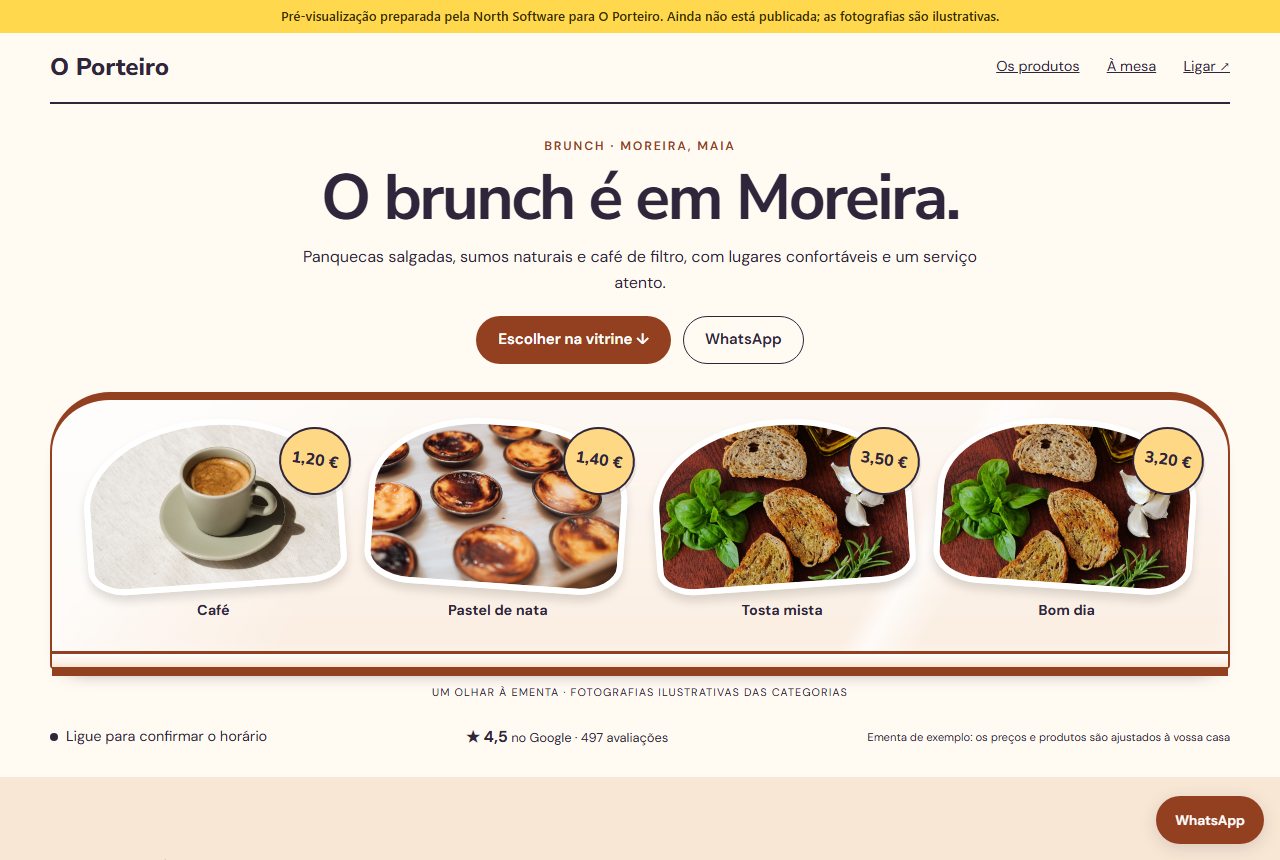 Pré-visualização preparada pela North Software para O Porteiro. Ainda não está publicada; as fotografias são ilustrativas.
O Porteiro
Os produtos
À mesa
Ligar ↗
BRUNCH · MOREIRA, MAIA
O brunch é em Moreira.
Panquecas salgadas, sumos naturais e café de filtro, com lugares confortáveis e um serviço
atento.
Escolher na vitrine ↓
WhatsApp
1,20 €
1,40 €
3,50 €
3,20 €
Café
Pastel de nata
Tosta mista
Bom dia
UM OLHAR À EMENTA · FOTOGRAFIAS ILUSTRATIVAS DAS CATEGORIAS
Ligue para confirmar o horário
★ 4,5 no Google · 497 avaliações
Ementa de exemplo: os preços e produtos são ajustados à vossa casa
WhatsApp